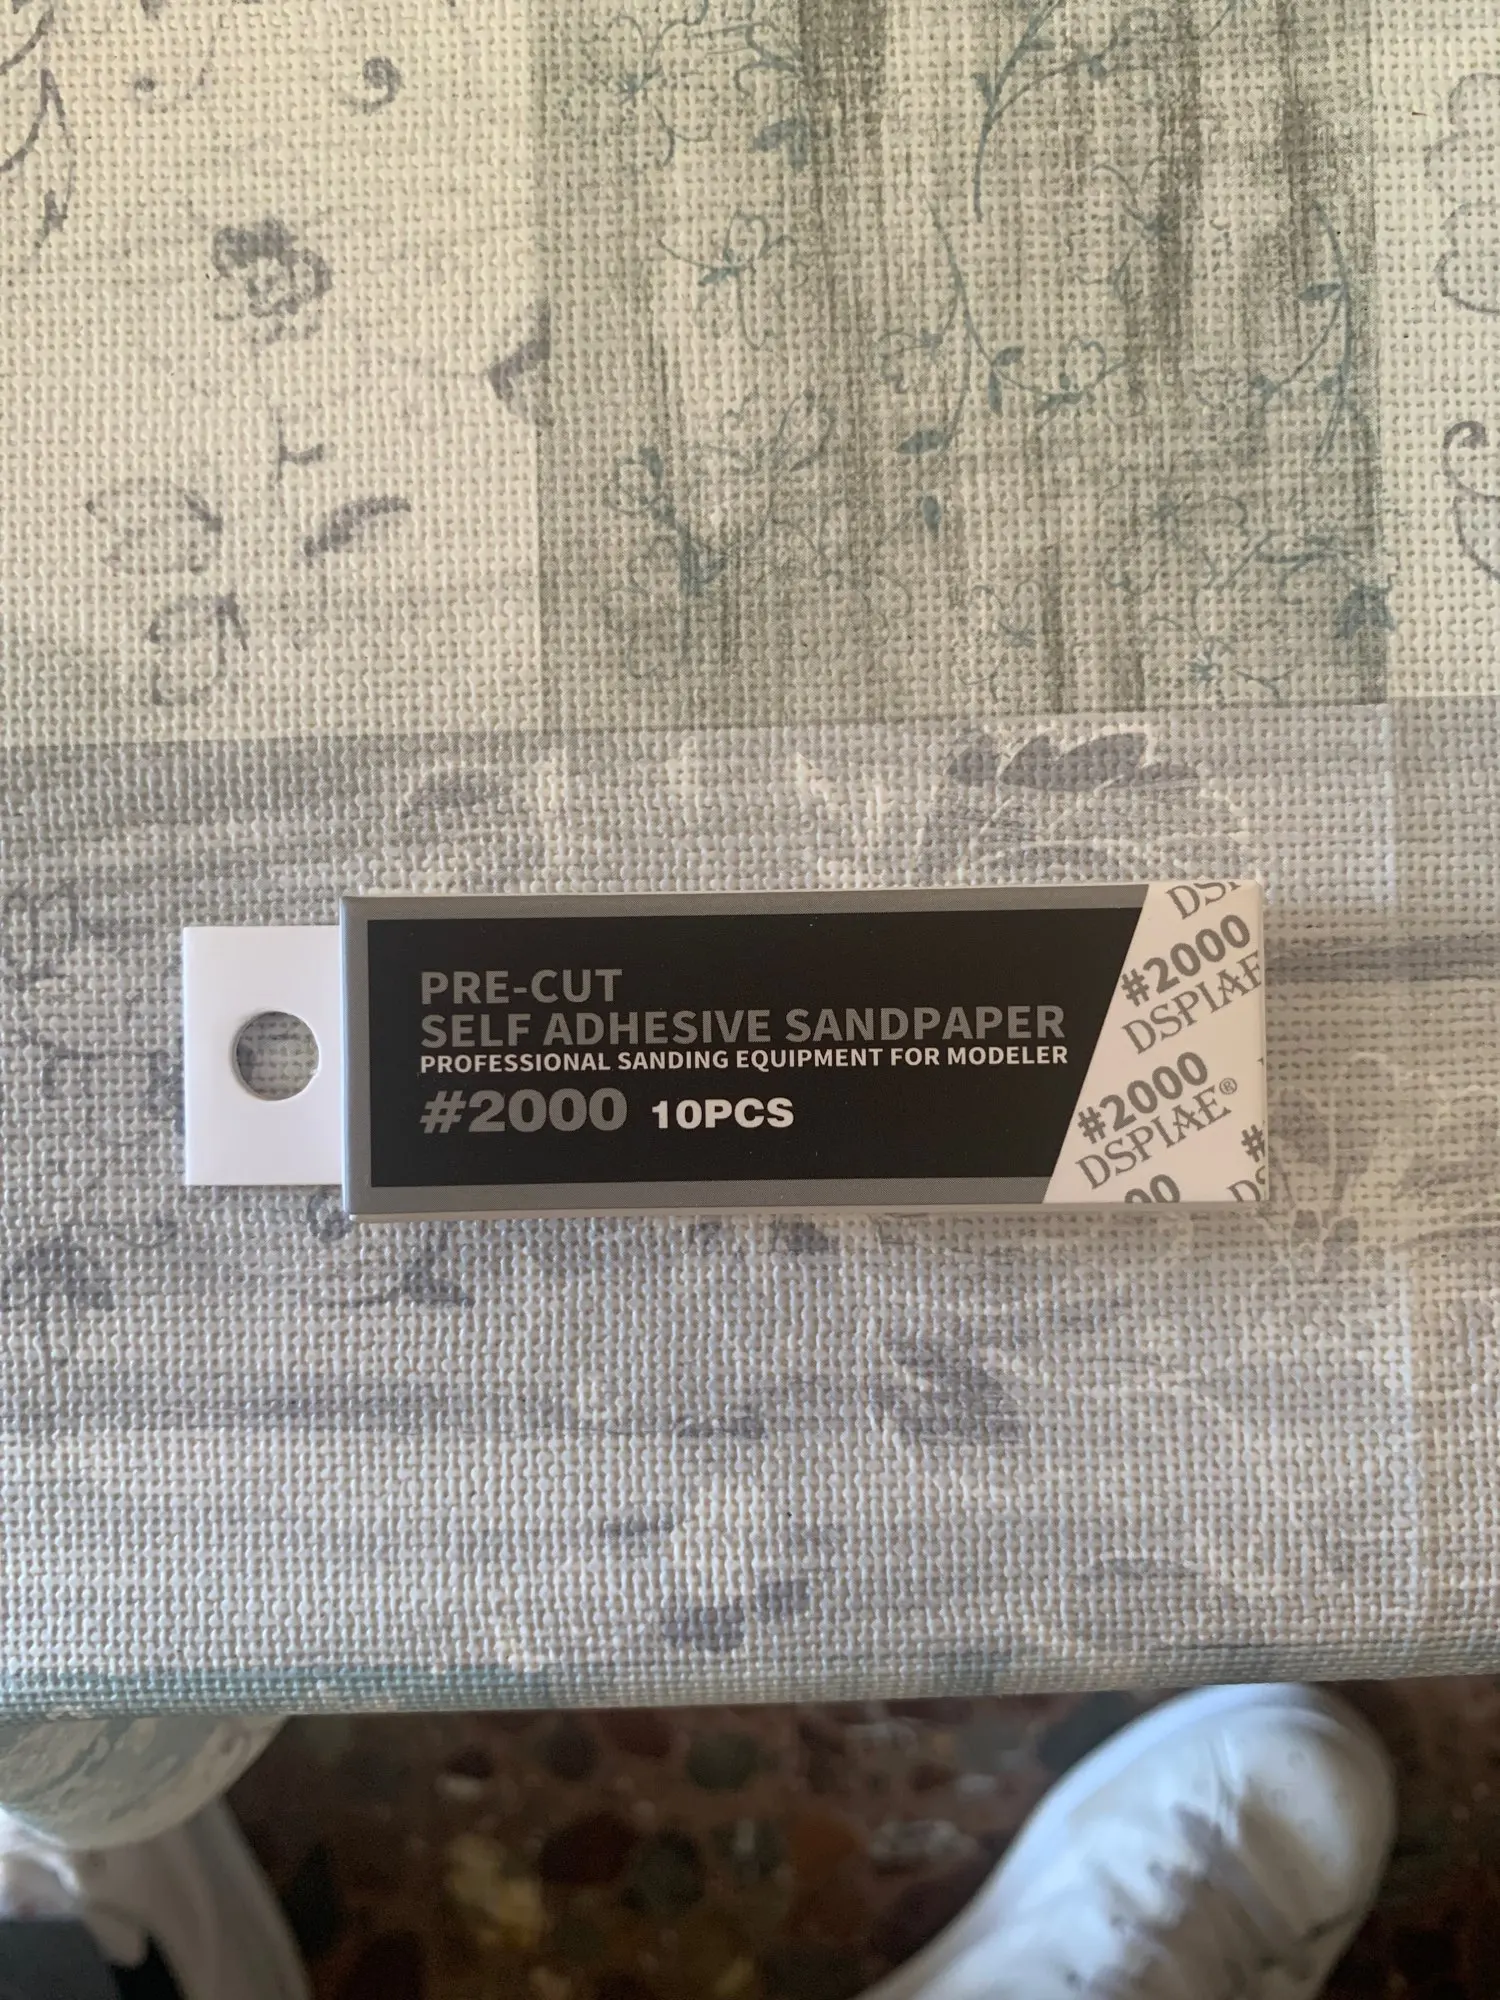 PRE-CUT
SELF ADHESIVE SANDPAPER
PROFESSIONAL SANDING EQUIPMENT FOR MODELER
#2000 10PCS
#2000
DSPIAE
#2000
DSPIAE®